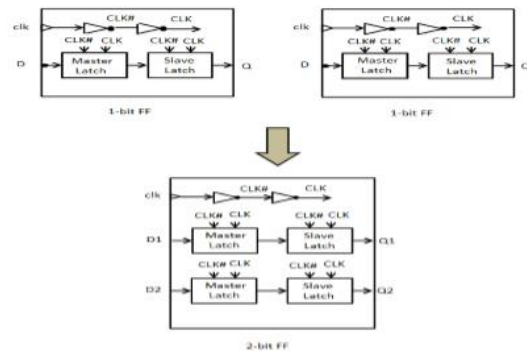 CLK# CLK
clk
CLK# CLK CLK# CLK
D Master Latch Slave Latch Q
1-bit FF
CLK# CLK
clk
CLK# CLK CLK# CLK
D Master Latch Slave Latch
1-bit FF
CLK# CLK
clk
CLK# CLK CLK# CLK
D1 Master Latch Slave Latch Q1
CLK# CLK CLK# CLK
D2 Master Latch Slave Latch Q2
2-bit FF